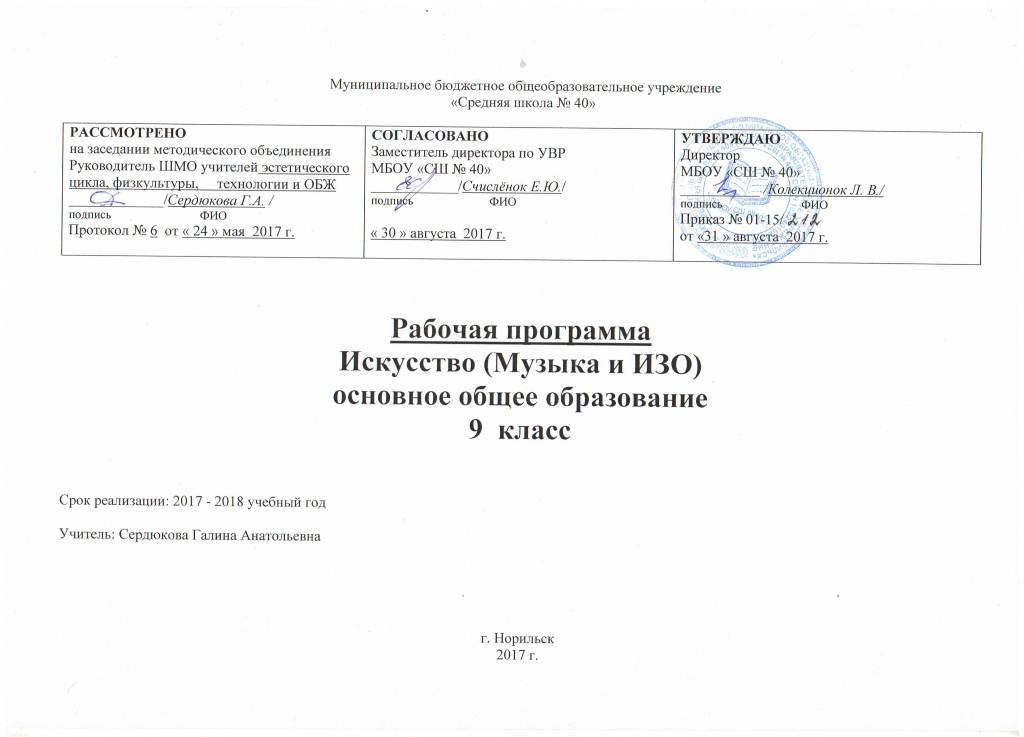 Муниципальное бюджетное общеобразовательное учреждение
«Средняя школа № 40»
РАССМОТРЕНО
на заседании методического объединения
Руководитель ШМО учителей эстетического
цикла, физкультуры, технологии и ОБЖ
______________/Сердюкова Г.А. /
подпись ФИО
Протокол № 6 от « 24 » мая 2017 г.
СОГЛАСОВАНО
Заместитель директора по УВР
МБОУ «СШ № 40»
_____________/Счислёнок Е.Ю./
подпись ФИО
« 30 » августа 2017 г.
УТВЕРЖДАЮ
Директор
МБОУ «СШ № 40»
_____________/Колекционок Л. В./
подпись ФИО
Приказ № 01-15/ 212
от «31 » августа 2017 г.
Рабочая программа
Искусство (Музыка и ИЗО)
основное общее образование
9 класс
Срок реализации: 2017 - 2018 учебный год
Учитель: Сердюкова Галина Анатольевна
г. Норильск
2017 г.